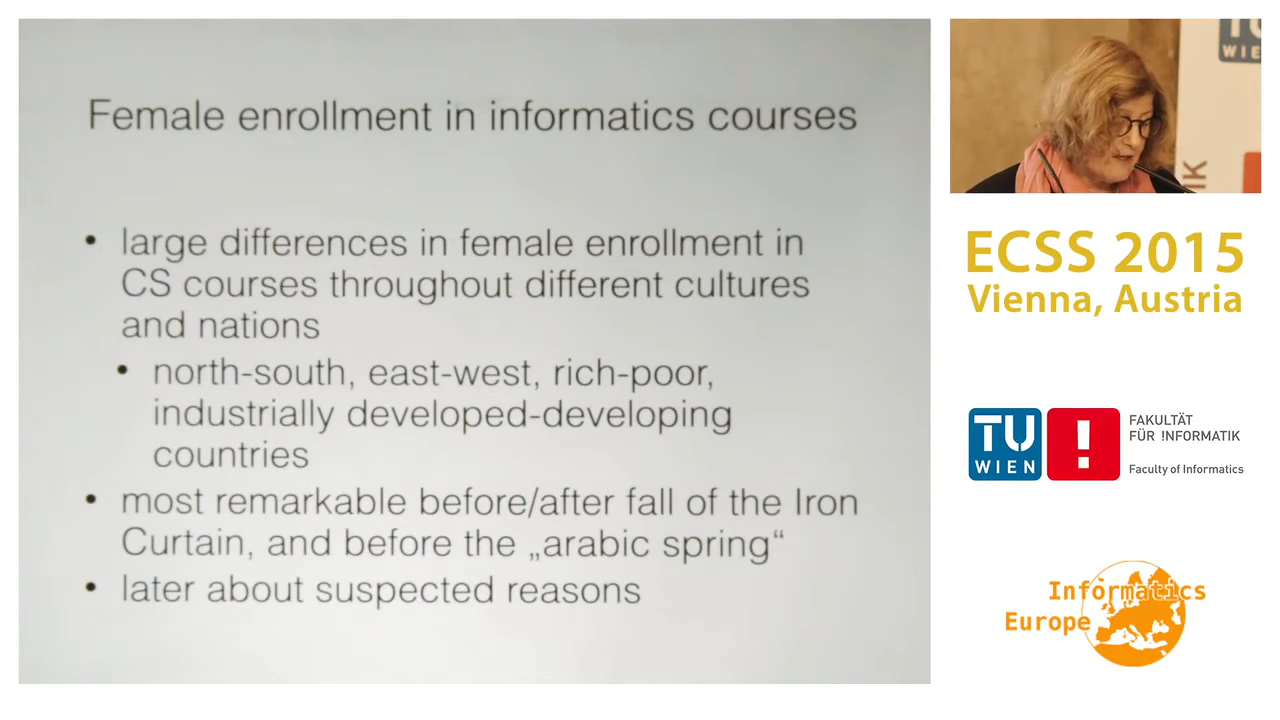 Female enrollment in informatics courses
• large differences in female enrollment in
CS courses throughout different cultures
and nations
• north-south, east-west, rich-poor,
industrially developed-developing
countries
• most remarkable before/after fall of the Iron
Curtain, and before the „arabic spring“
• later about suspected reasons
TU
WIE
IK
ECSS 2015
Vienna, Austria
TU
WIEN
!
FAKULTÄT
FÜR !NFORMATIK
Faculty of Informatics
Informatics
Europe